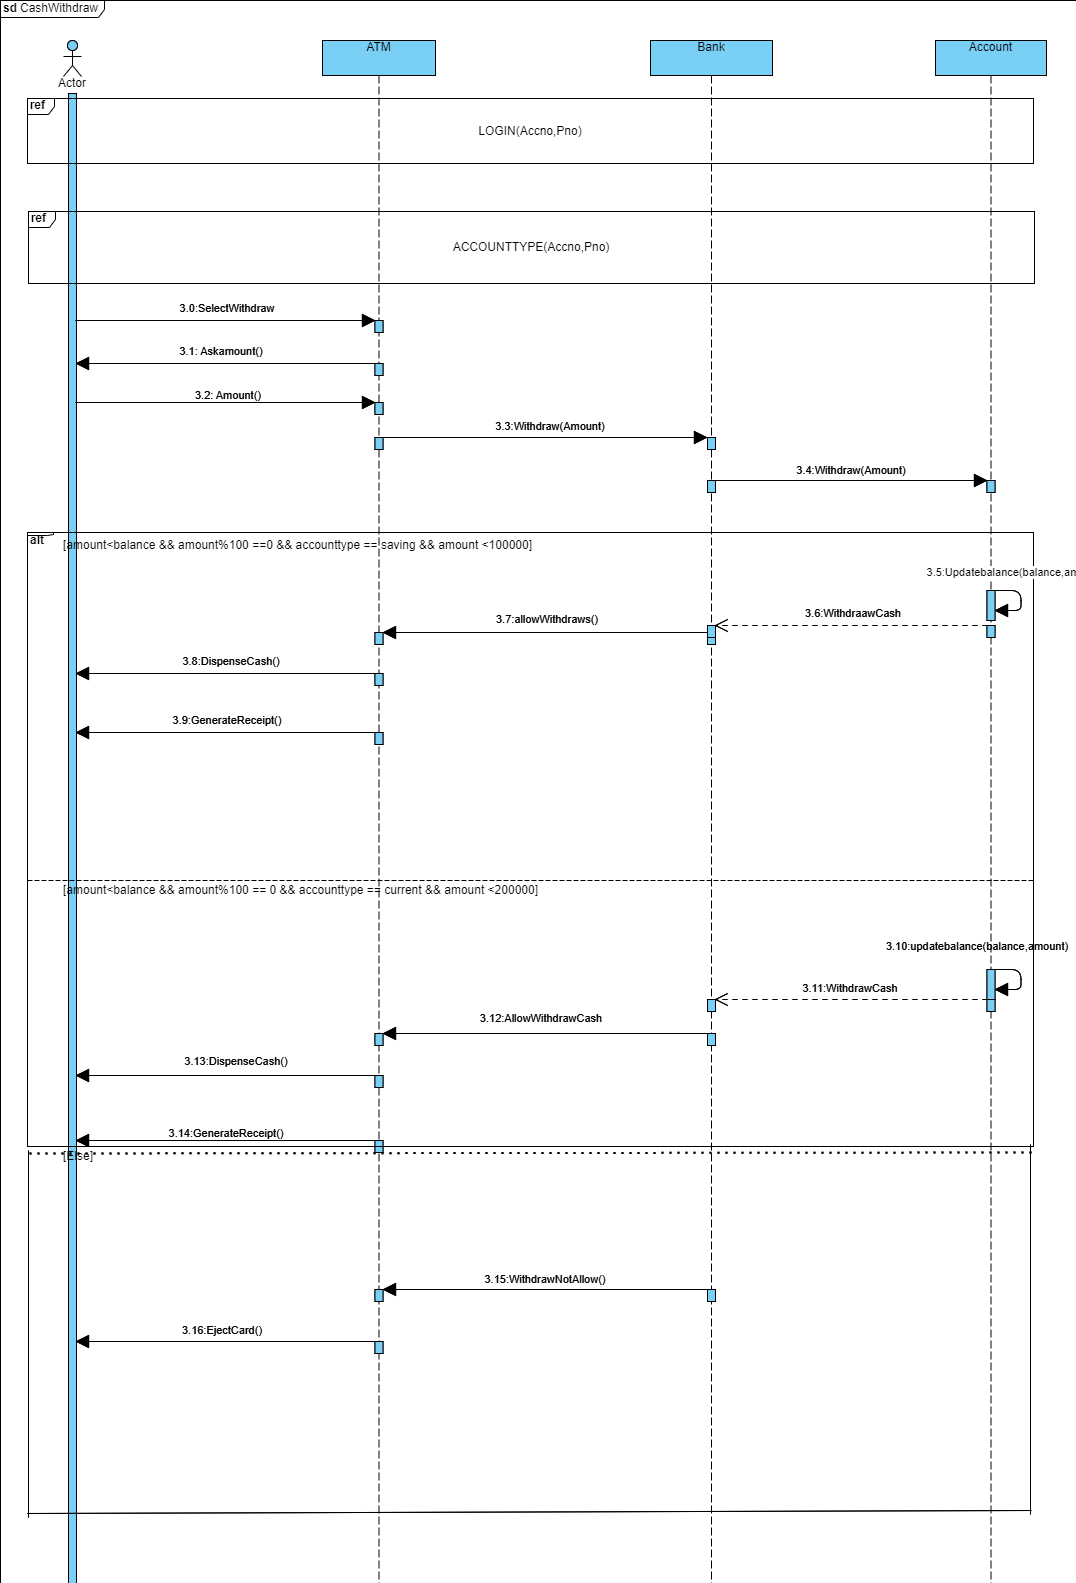 sd CashWithdraw
ATM
Bank
Account
Actor
ref
LOGIN(Accno,Pno)
ref
ACCOUNTTYPE(Accno,Pno)
3.0:SelectWithdraw
3.1: Askamount()
3.2: Amount()
3.3:Withdraw(Amount)
3.4:Withdraw(Amount)
alt
[amount<balance && amount%100 ==0 && accounttype == saving && amount <100000]
3.5:Updatebalance(balance,am
3.6:WithdraawCash
3.7:allowWithdraws()
3.8:DispenseCash()
3.9:GenerateReceipt()
[amount<balance && amount%100 == 0 && accounttype == current && amount <200000]
3.10:updatebalance(balance,amount)
3.11:WithdrawCash
3.12:AllowWithdrawCash
3.13:DispenseCash()
3.14:GenerateReceipt()
[Else]
3.15:WithdrawNotAllow()
3.16:EjectCard()